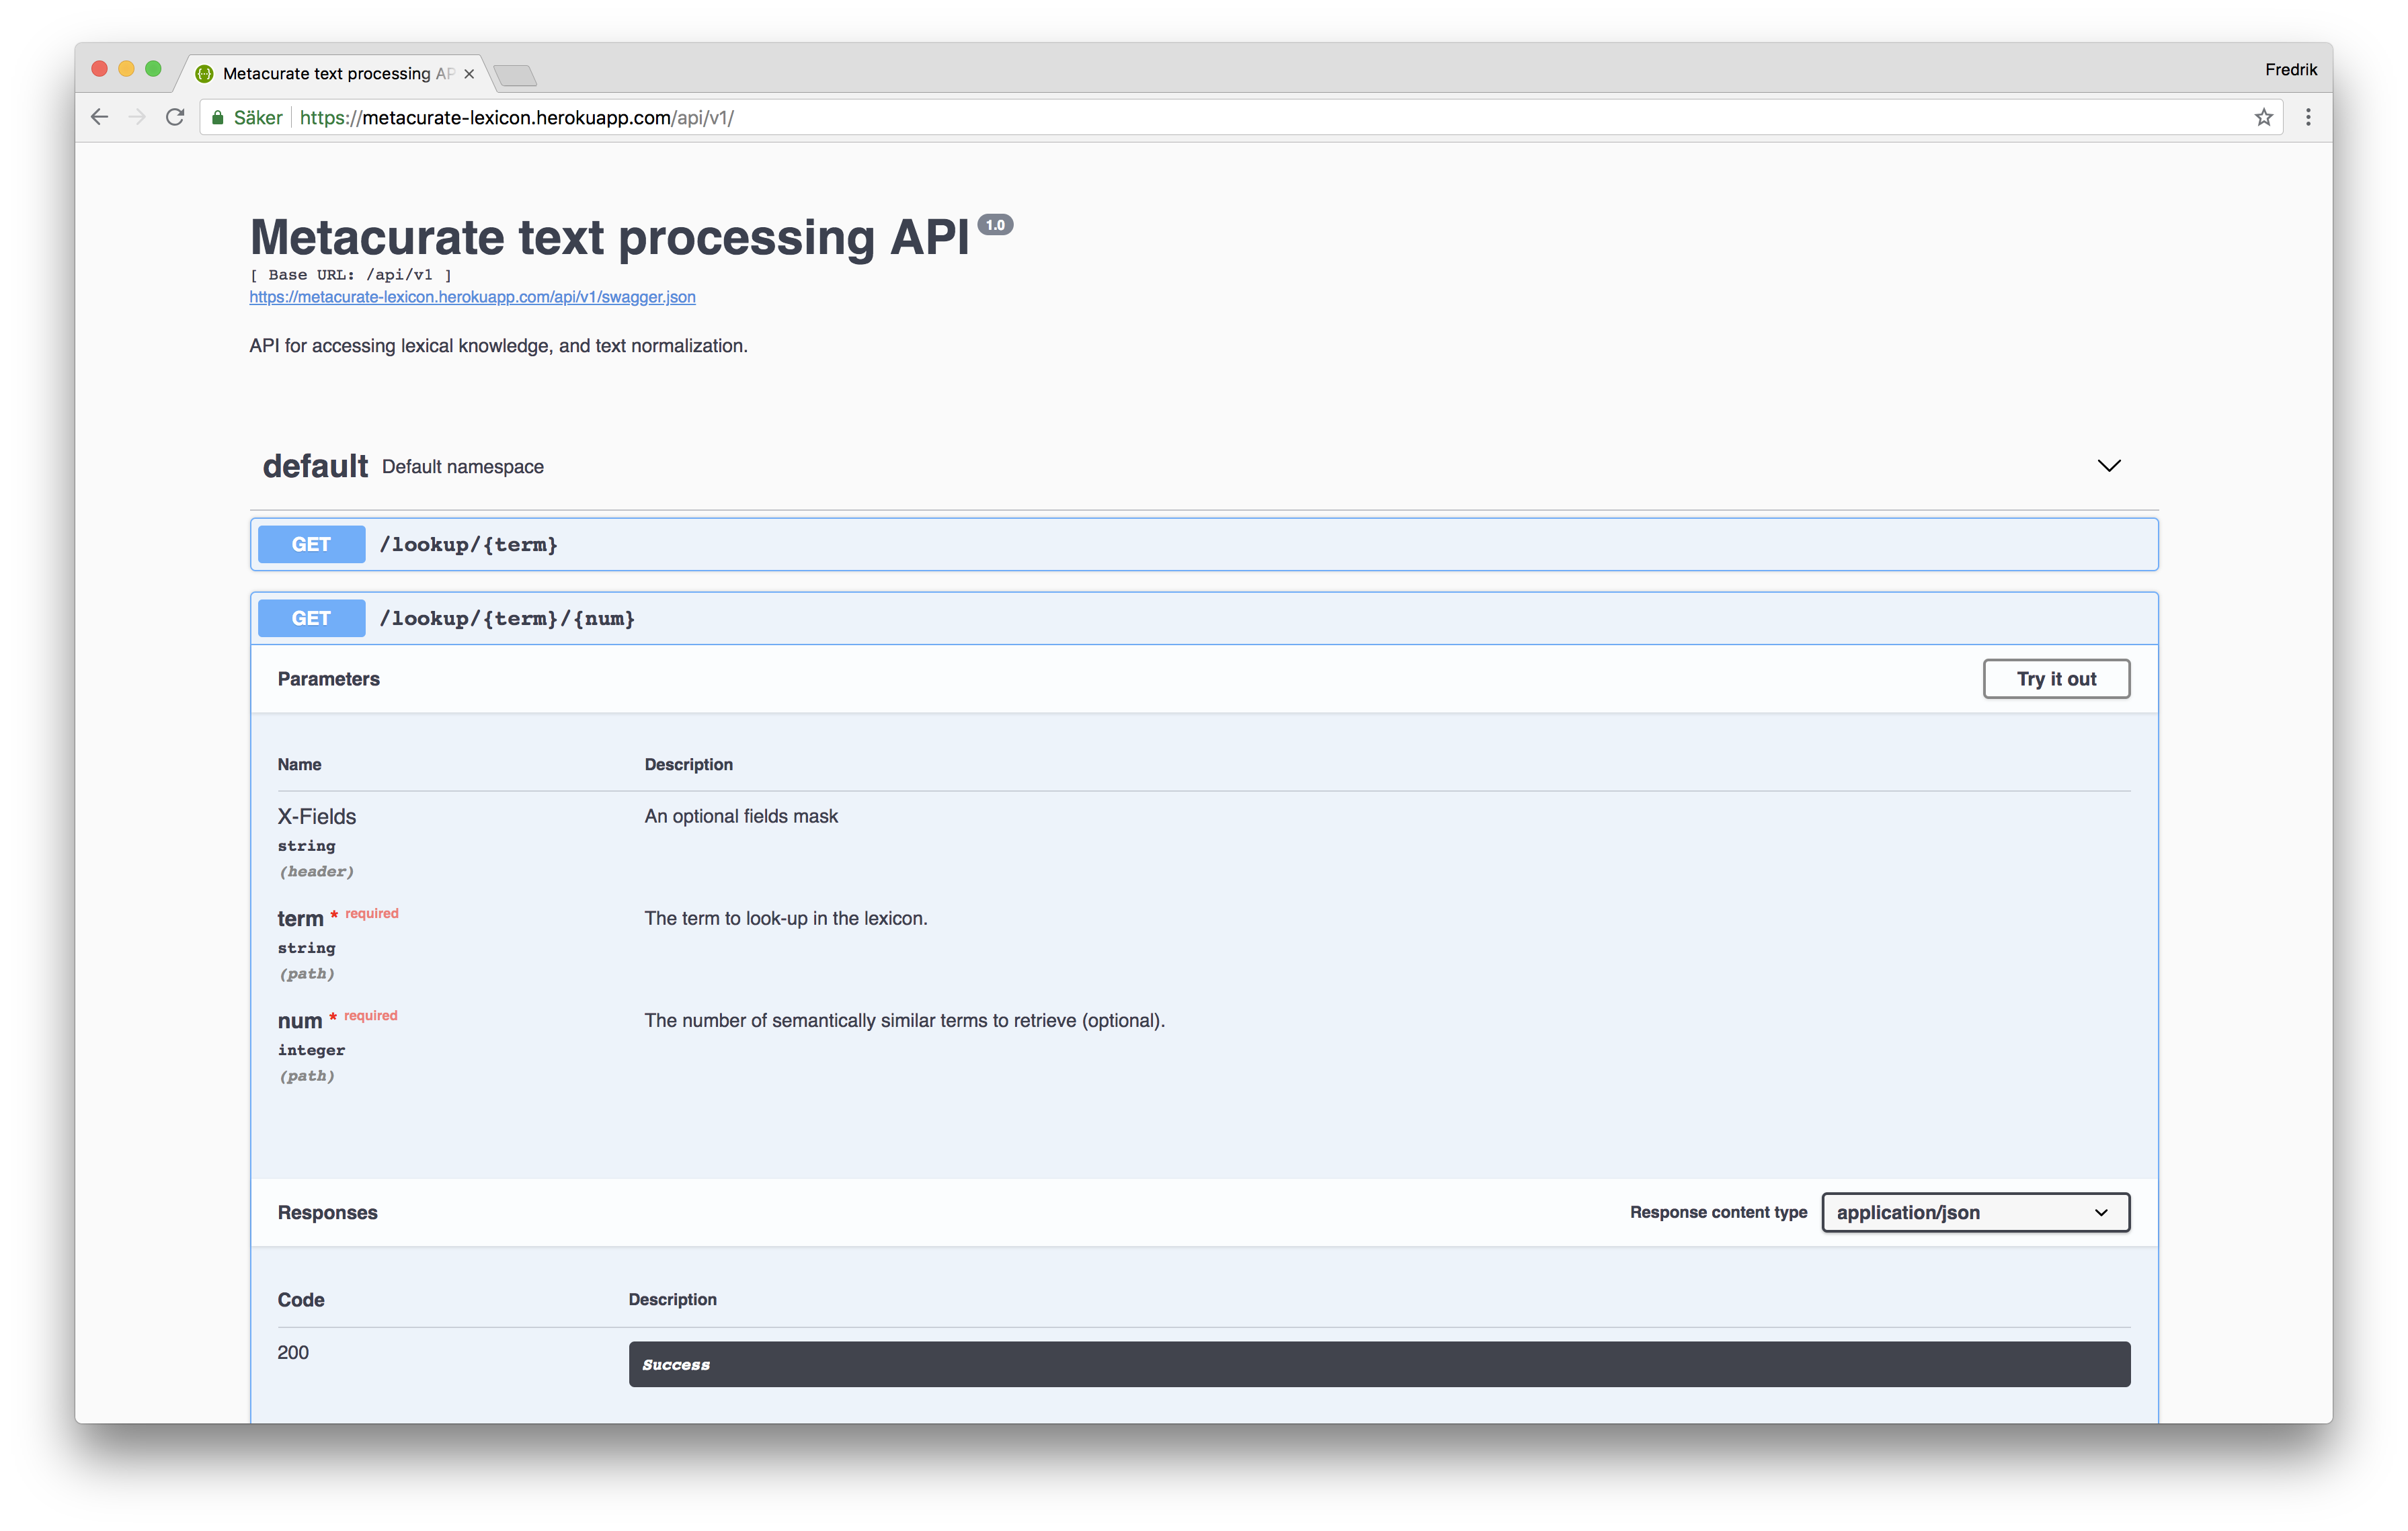 Metacurate text processing AP
Fredrik
Säker https://metacurate-lexicon.herokuapp.com/api/v1/
Metacurate text processing API 1.0
[ Base URL: /api/v1 ]
https://metacurate-lexicon.herokuapp.com/api/v1/swagger.json
API for accessing lexical knowledge, and text normalization.
default Default namespace
GET /lookup/{term}
GET /lookup/{term}/{num}
Parameters Try it out
Name Description
X-Fields An optional fields mask
string
(header)
term * required The term to look-up in the lexicon.
string
(path)
num * required The number of semantically similar terms to retrieve (optional).
integer
(path)
Responses Response content type application/json
Code Description
200 Success